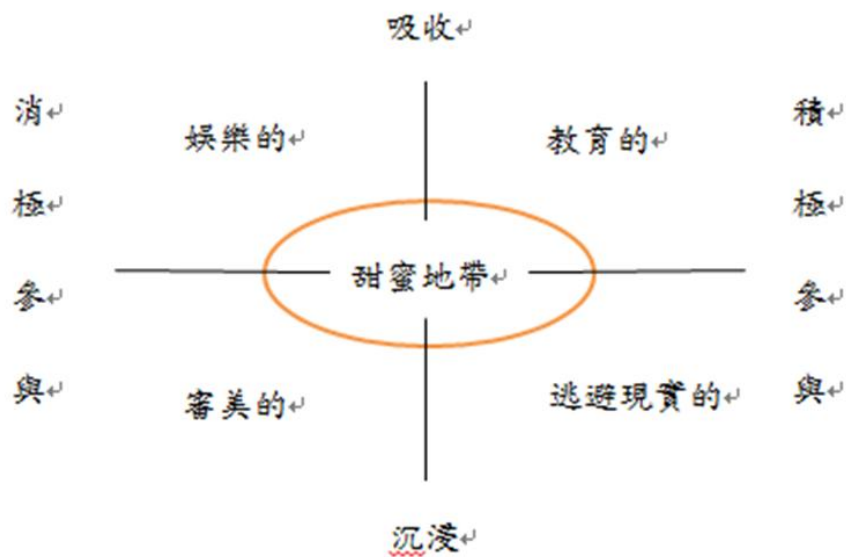 吸收
消極參與
娛樂的
教育的
積極參與
甜蜜地帶
審美的
逃避現實的
沉浸